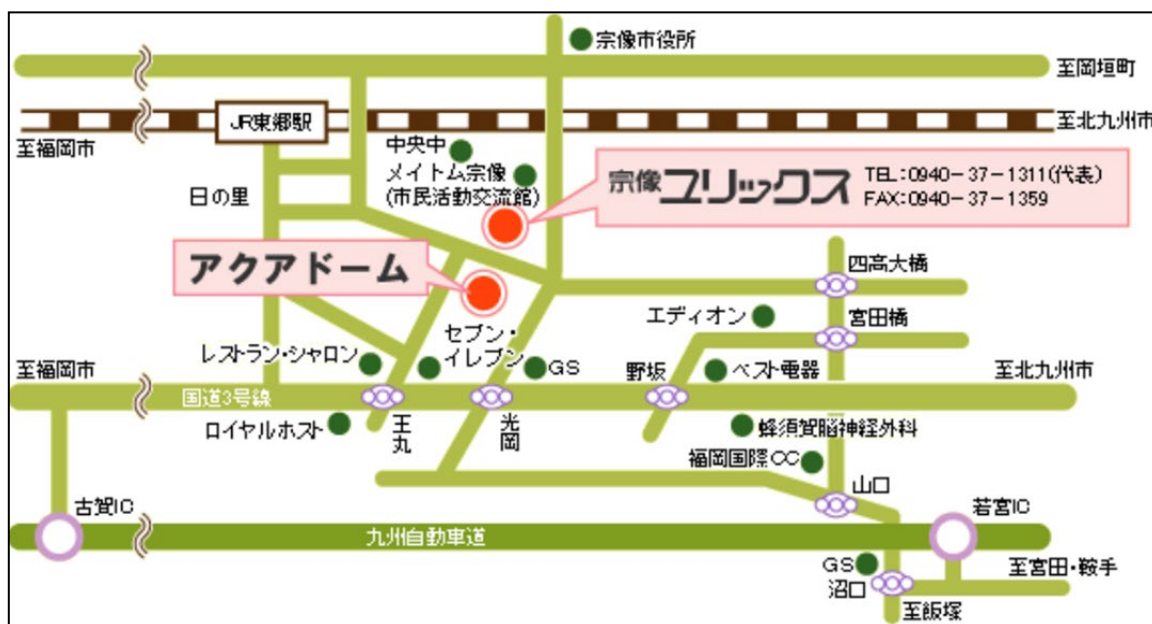 宗像市役所
至岡垣町
JR東郷駅
至福岡市
至北九州市
中央中
メイトム宗像
(市民活動交流館)
宗像ユリックス
TEL:0940-37-1311(代表)
FAX:0940-37-1359
日の里
アクアドーム
四高大橋
エディオン
宮田橋
セブン・
イレブン
レストラン・シャロン
GS
野坂
ベスト電器
至福岡市
至北九州市
国道3号線
ロイヤルホスト
王丸
光岡
蜂須賀脳神経外科
福岡国際CC
山口
古賀IC
若宮IC
九州自動車道
GS
沼口
至宮田・鞍手
至飯塚